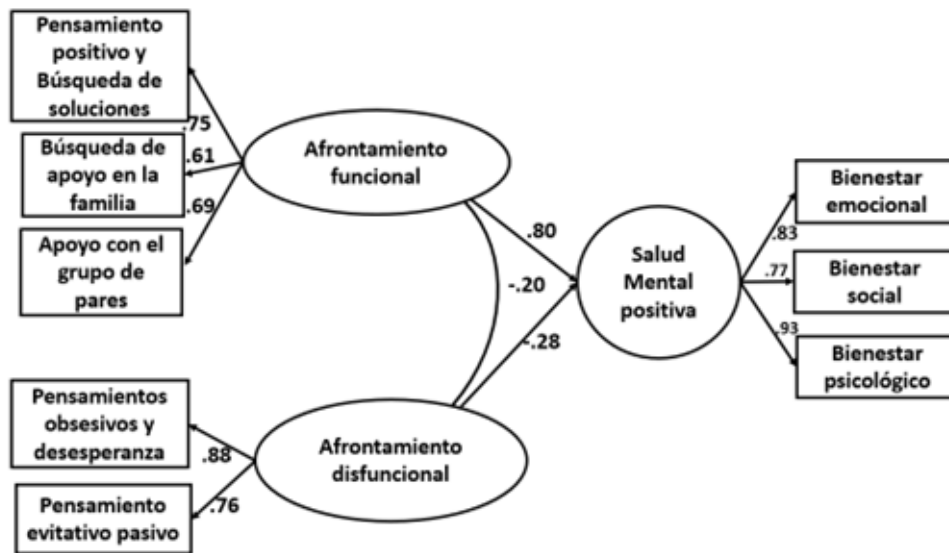 Pensamiento
positivo y
Búsqueda de
soluciones
.75
Búsqueda de
apoyo en la
familia
.61
.69
Apoyo con el
grupo de
pares
Afrontamiento
funcional
.80
-.20
-.28
Salud
Mental
positiva
Bienestar
emocional
.83
.77
Bienestar
social
.93
Bienestar
psicológico
Pensamientos
obsesivos y
desesperanza
.88
.76
Pensamiento
evitativo pasivo
Afrontamiento
disfuncional